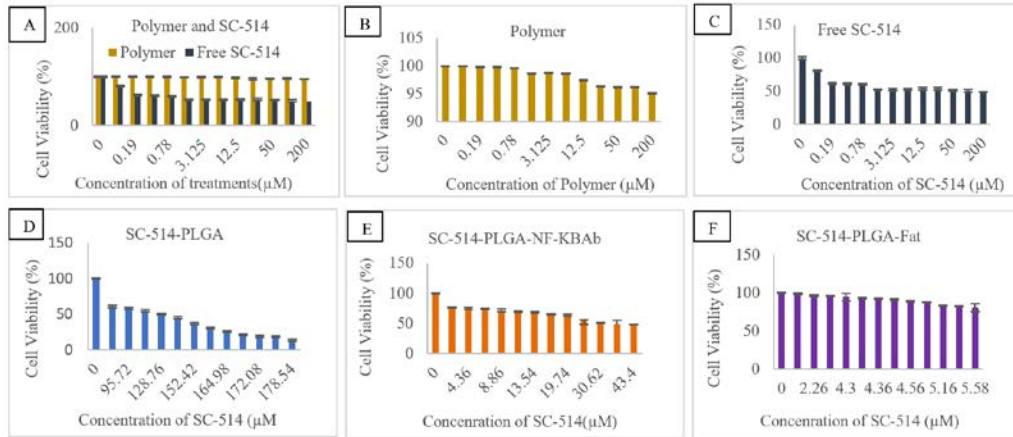 A
Polymer and SC-514
Polymer
Free SC-514
200
0
Cell Viability (%)
0
0.19
0.78
3.125
12.5
50
200
Concentration of treatments(µM)
B
Polymer
105
100
95
90
Cell Viability (%)
0
0.19
0.78
3.125
12.5
50
200
Concentration of Polymer (µM)
C
Free SC-514
150
100
50
0
Cell Viability (%)
0
0.19
0.78
3.125
12.5
50
200
Concentration of SC-514 (µM)
D
SC-514-PLGA
150
100
50
0
Cell Viability (%)
0
95.72
128.76
152.42
164.98
172.08
178.54
Concentration of SC-514 (µM
E
SC-514-PLGA-NF-KBAb
150
100
50
0
Cell Viability (%)
0
4.36
8.86
13.54
19.74
30.62
43.4
Concenration of SC-514(µM)
F
SC-514-PLGA-Fat
150
100
50
0
Cell Viability (%)
0
2.26
4.3
4.36
4.56
5.16
5.58
Concenration of SC-514 (µM)